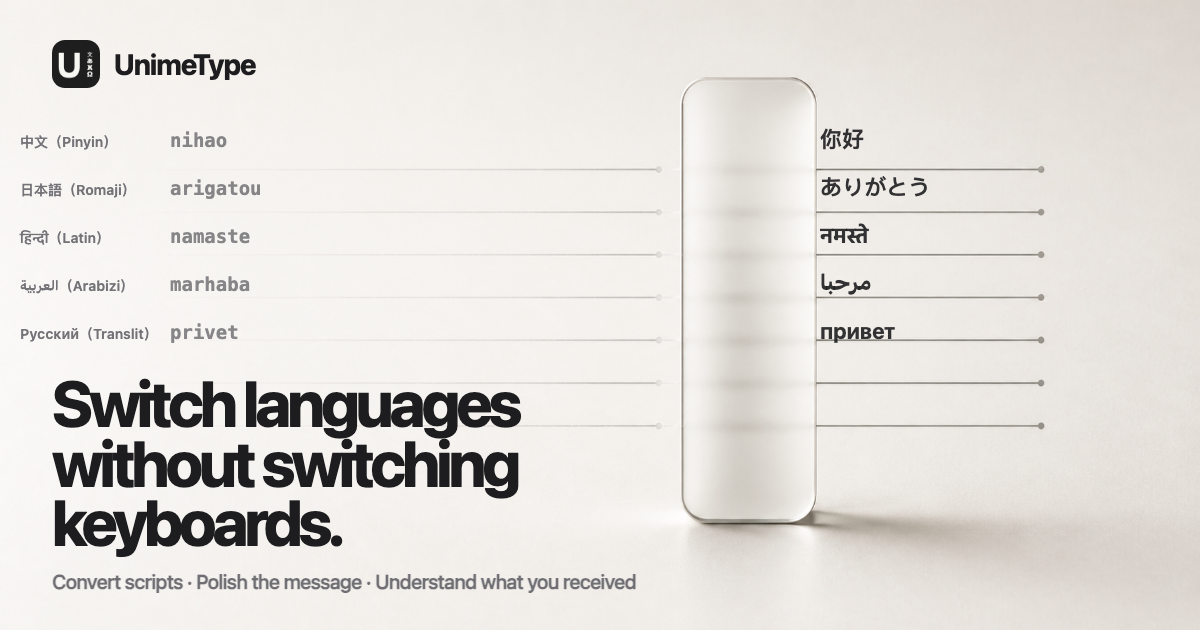 U 文 あ अ Ω
UnimeType
中文（Pinyin） nihao 你好
日本語（Romaji） arigatou ありがとう
हिन्दी（Latin） namaste नमस्ते
العربية（Arabizi） marhaba مرحبا
Русский（Translit） privet привет
Switch languages
without switching
keyboards.
Convert scripts · Polish the message · Understand what you received